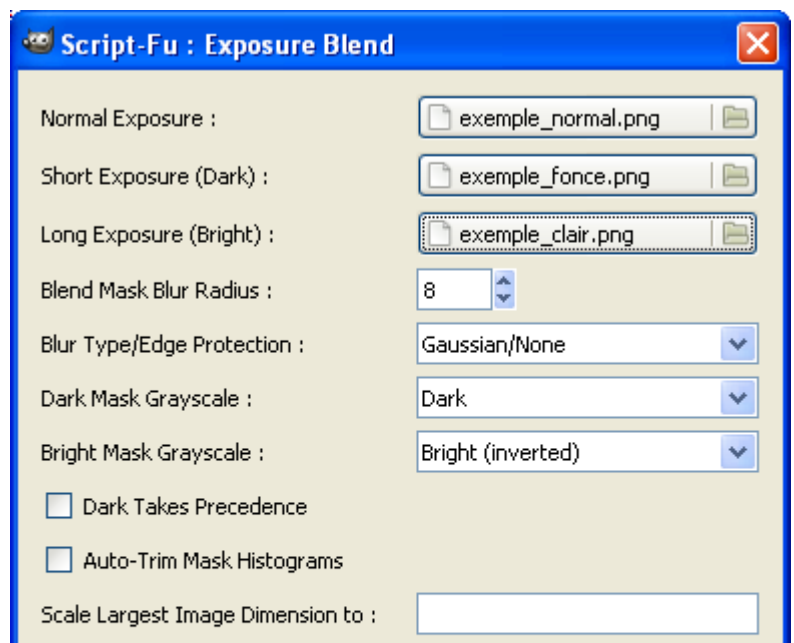 Script-Fu : Exposure Blend
Normal Exposure : exemple_normal.png
Short Exposure (Dark) : exemple_fonce.png
Long Exposure (Bright) : exemple_clair.png
Blend Mask Blur Radius : 8
Blur Type/Edge Protection : Gaussian/None
Dark Mask Grayscale : Dark
Bright Mask Grayscale : Bright (inverted)
Dark Takes Precedence
Auto-Trim Mask Histograms
Scale Largest Image Dimension to :